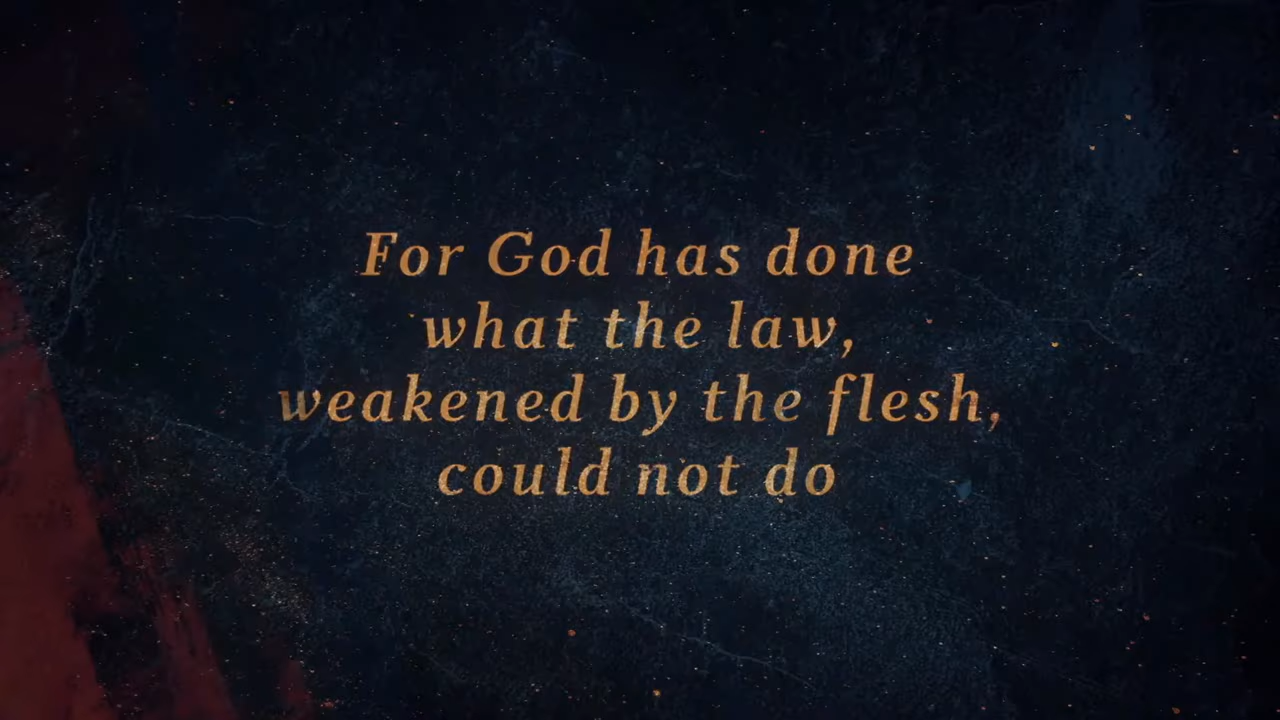 For God has done
what the law,
weakened by the flesh,
could not do